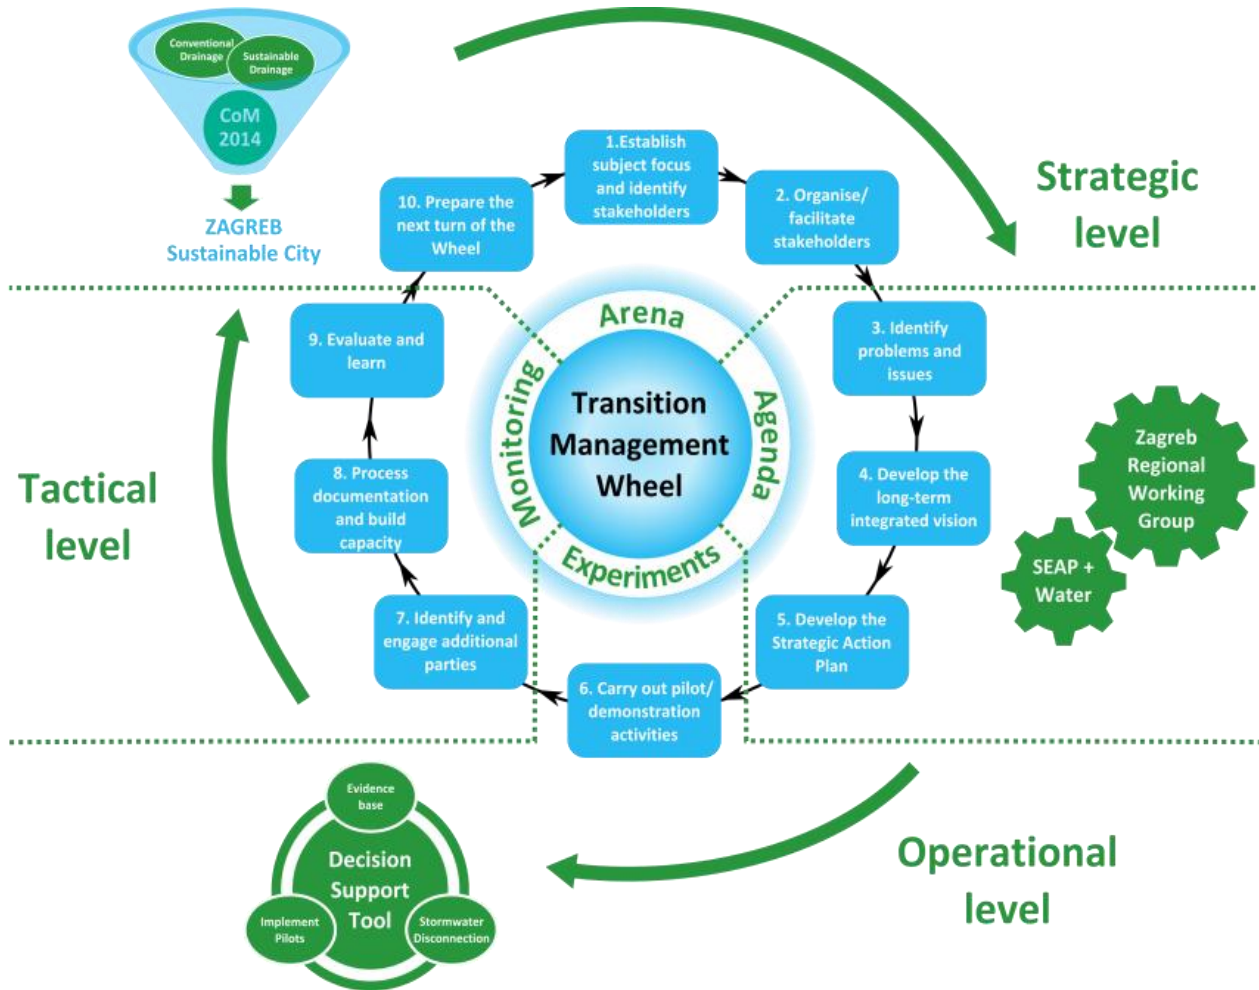 Conventional
Drainage
Sustainable
Drainage
CoM
2014
ZAGREB
Sustainable City
Strategic
level
1.Establish
subject focus
and identify
stakeholders
2. Organise/
facilitate
stakeholders
3. Identify
problems and
issues
4. Develop the
long-term
integrated vision
5. Develop the
Strategic Action
Plan
6. Carry out pilot/
demonstration
activities
7. Identify and
engage additional
parties
8. Process
documentation
and build
capacity
9. Evaluate and
learn
10. Prepare the
next turn of the
Wheel
Arena
Agenda
Experiments
Monitoring
Transition
Management
Wheel
Zagreb
Regional
Working
Group
SEAP +
Water
Tactical
level
Operational
level
Evidence
base
Decision
Support
Tool
Implement
Pilots
Stormwater
Disconnection